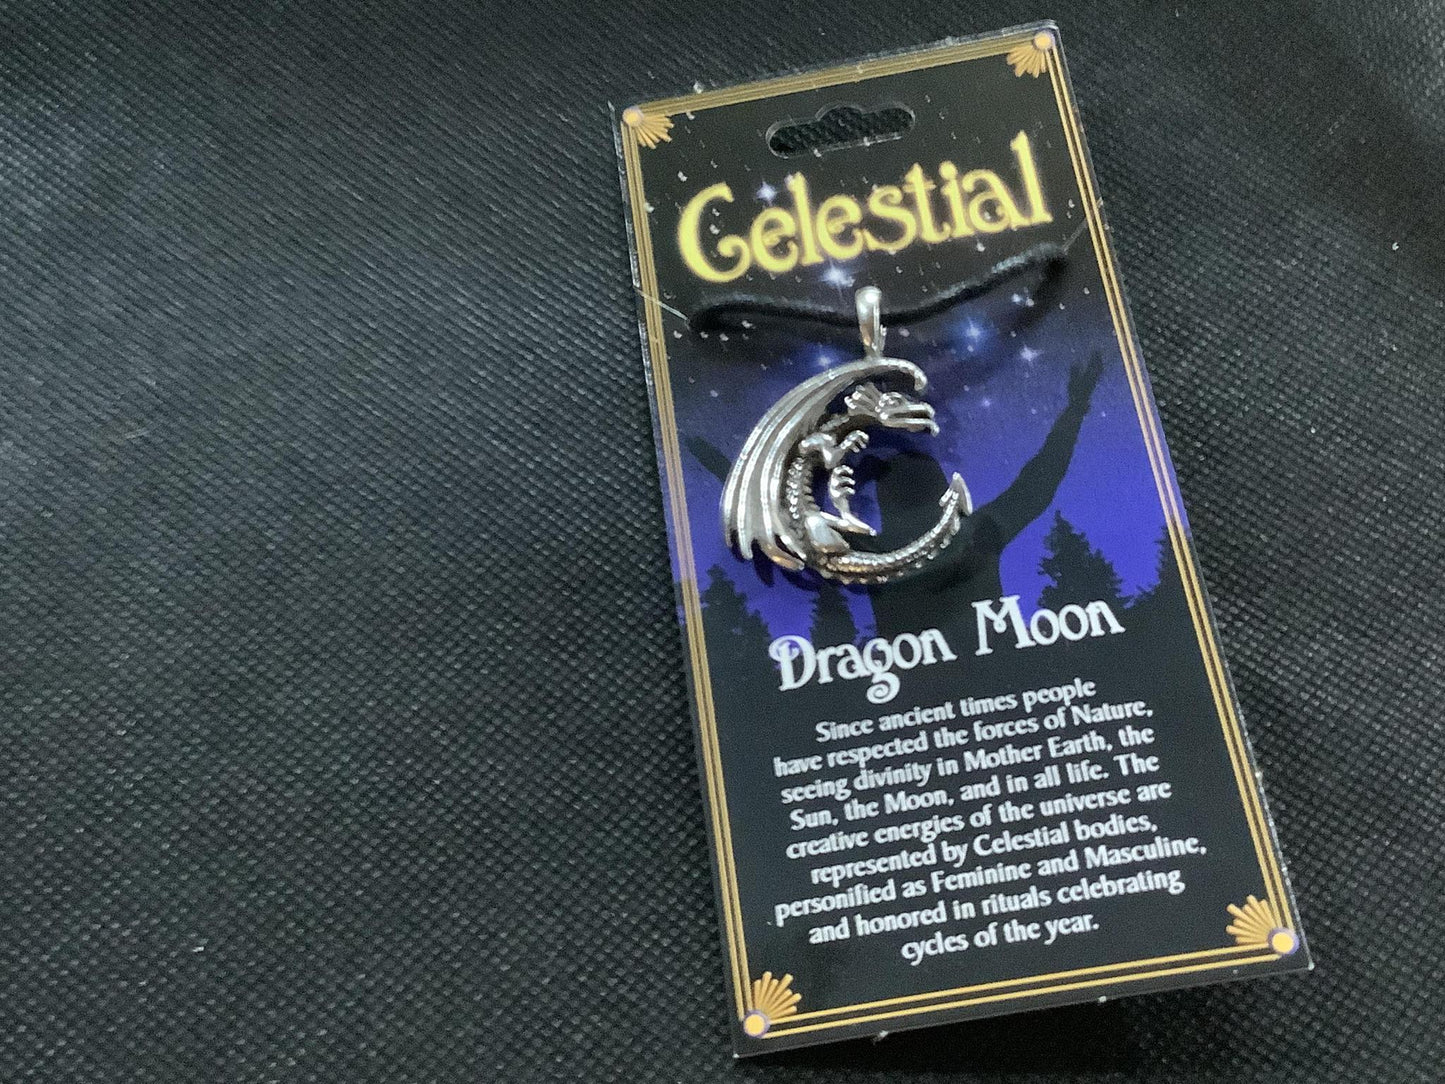 Celestial
Dragon Moon
Since ancient times people
have respected the forces of Nature,
seeing divinity in Mother Earth, the
Sun, the Moon, and in all life. The
creative energies of the universe are
represented by Celestial bodies,
personified as Feminine and Masculine,
and honored in rituals celebrating
cycles of the year.